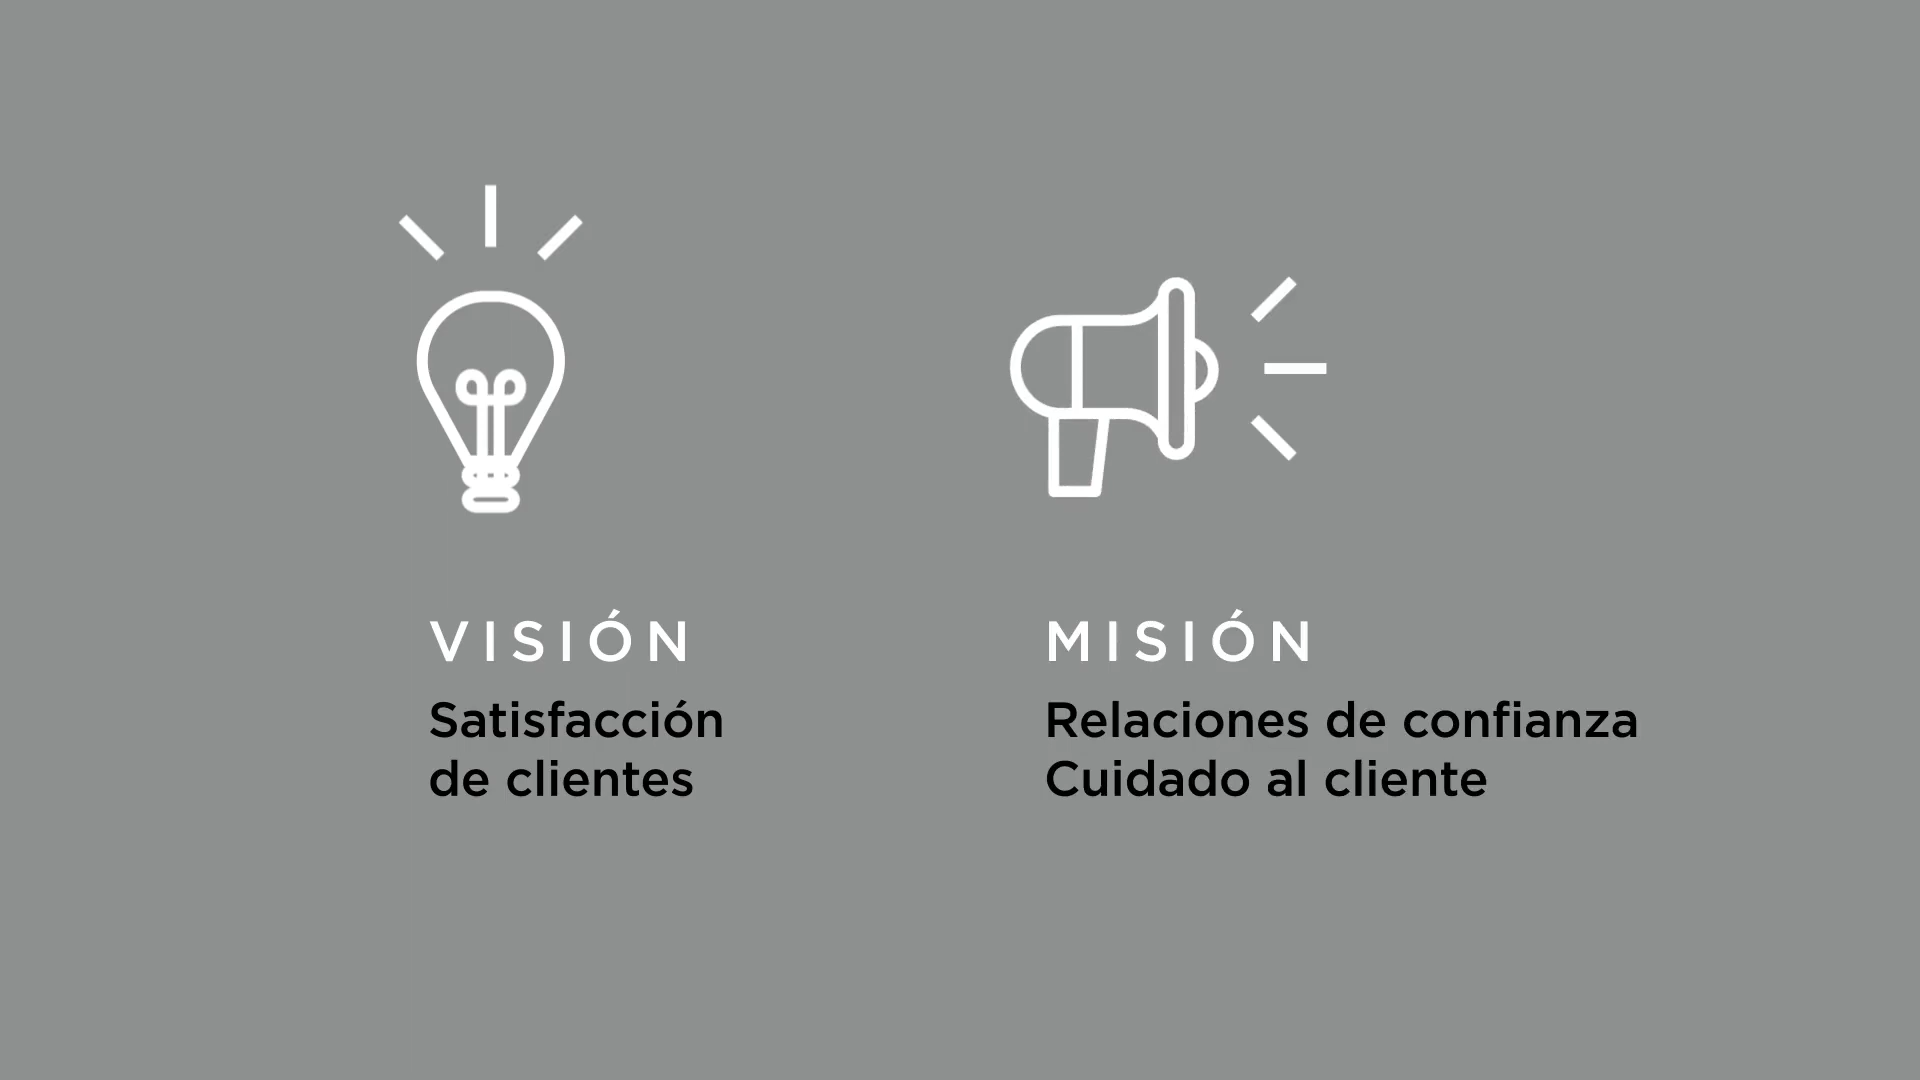 VISIÓN
Satisfacción
de clientes
MISIÓN
Relaciones de confianza
Cuidado al cliente